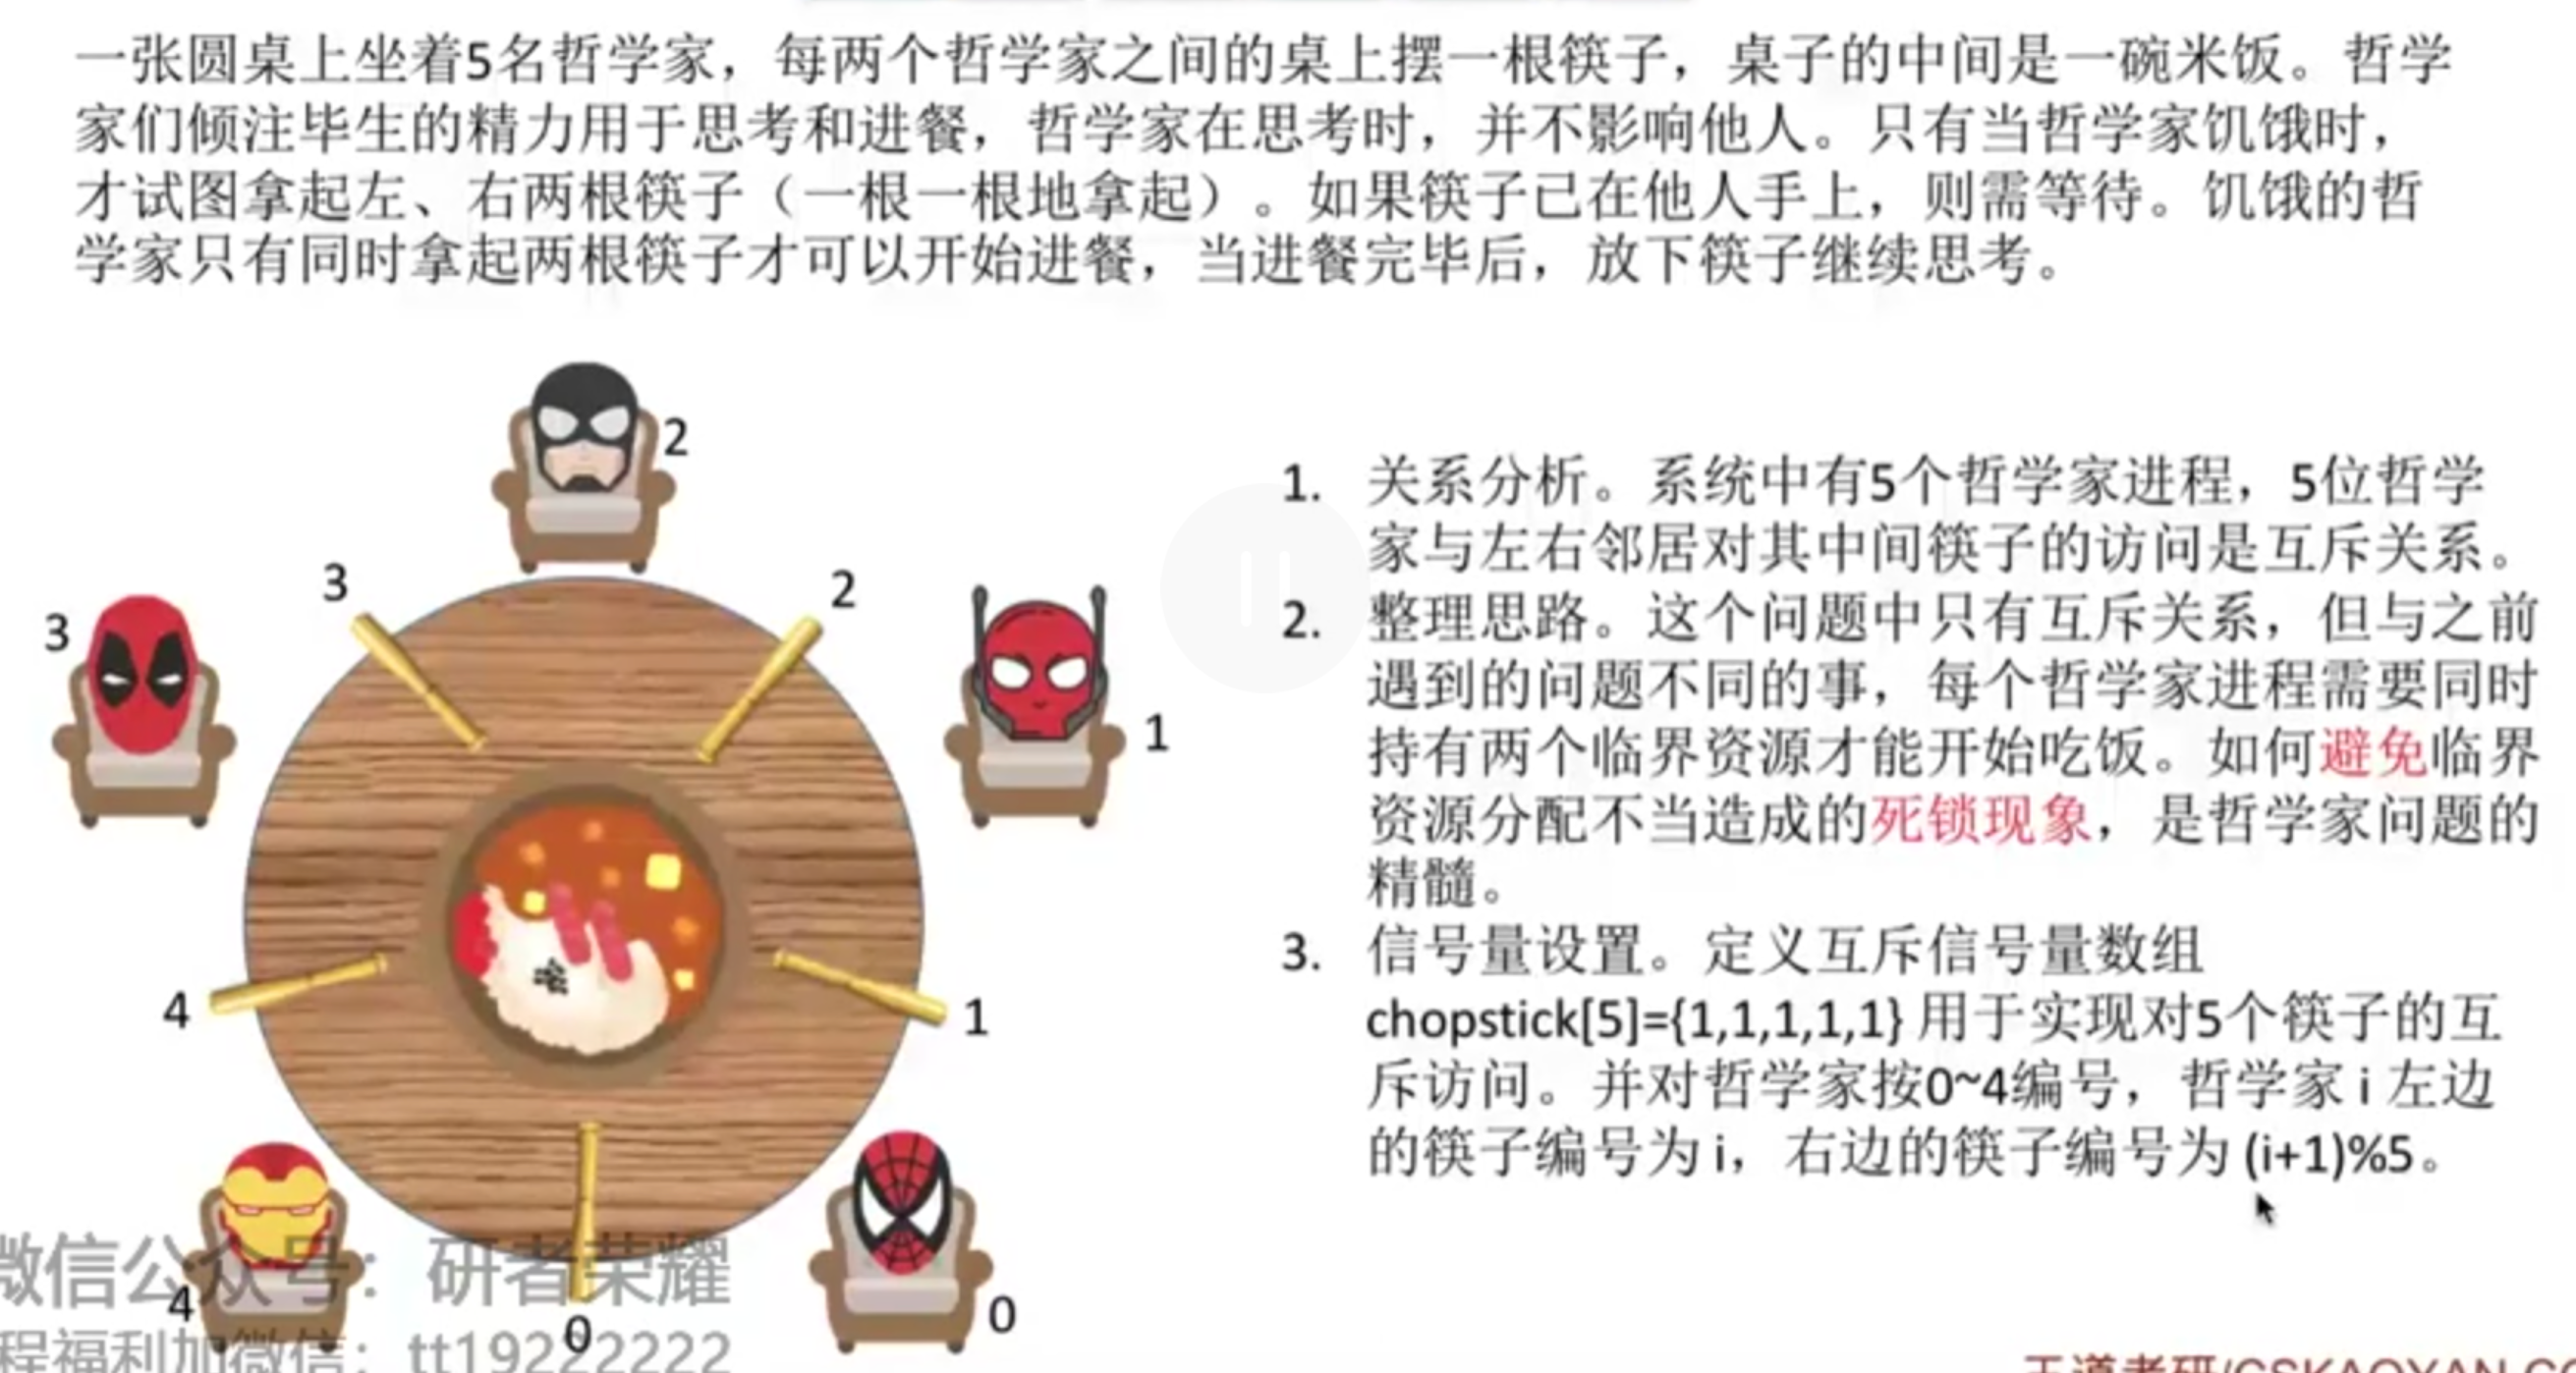 一张圆桌上坐着5名哲学家，每两个哲学家之间的桌上摆一根筷子，桌子的中间是一碗米饭。哲学
家们倾注毕生的精力用于思考和进餐，哲学家在思考时，并不影响他人。只有当哲学家饥饿时，
才试图拿起左、右两根筷子（一根一根地拿起）。如果筷子已在他人手上，则需等待。饥饿的哲
学家只有同时拿起两根筷子才可以开始进餐，当进餐完毕后，放下筷子继续思考。
2
3
2
3
1
4
1
4
0
0
1. 关系分析。系统中有5个哲学家进程，5位哲学
家与左右邻居对其中间筷子的访问是互斥关系。
2. 整理思路。这个问题中只有互斥关系，但与之前
遇到的问题不同的事，每个哲学家进程需要同时
持有两个临界资源才能开始吃饭。如何避免临界
资源分配不当造成的死锁现象，是哲学家问题的
精髓。
3. 信号量设置。定义互斥信号量数组
chopstick[5]={1,1,1,1,1} 用于实现对5个筷子的互
斥访问。并对哲学家按0~4编号，哲学家 i 左边
的筷子编号为 i，右边的筷子编号为 (i+1)%5。
微信公众号：研者荣耀
程福利加微信：tt19222222
王道考研/CSKAOYAN.CO